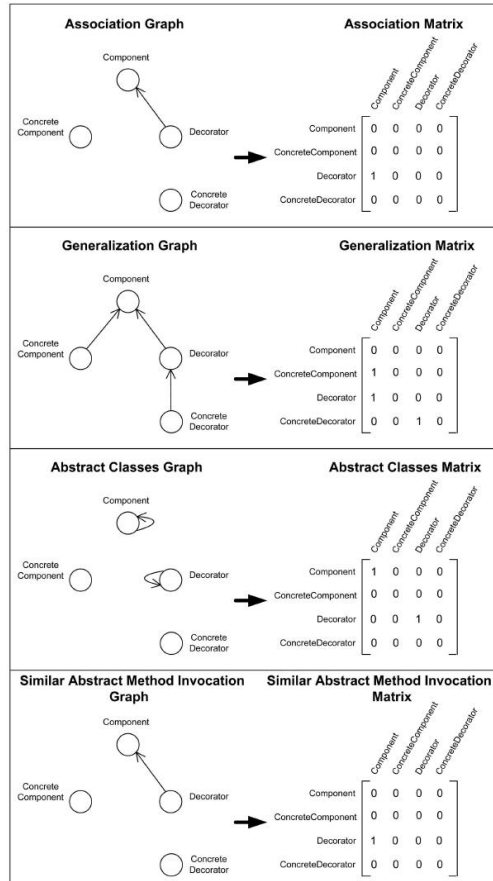 Association Graph
Component
Concrete
Component
Decorator
Concrete
Decorator
Association Matrix
Component
ConcreteComponent
Decorator
ConcreteDecorator
Component 0 0 0 0
ConcreteComponent 0 0 0 0
Decorator 1 0 0 0
ConcreteDecorator 0 0 0 0
Generalization Graph
Component
Concrete
Component
Decorator
Concrete
Decorator
Generalization Matrix
Component
ConcreteComponent
Decorator
ConcreteDecorator
Component 0 0 0 0
ConcreteComponent 1 0 0 0
Decorator 1 0 0 0
ConcreteDecorator 0 0 1 0
Abstract Classes Graph
Component
Concrete
Component
Decorator
Concrete
Decorator
Abstract Classes Matrix
Component
ConcreteComponent
Decorator
ConcreteDecorator
Component 1 0 0 0
ConcreteComponent 0 0 0 0
Decorator 0 0 1 0
ConcreteDecorator 0 0 0 0
Similar Abstract Method Invocation
Graph
Component
Concrete
Component
Decorator
Concrete
Decorator
Similar Abstract Method Invocation
Matrix
Component
ConcreteComponent
Decorator
ConcreteDecorator
Component 0 0 0 0
ConcreteComponent 0 0 0 0
Decorator 1 0 0 0
ConcreteDecorator 0 0 0 0